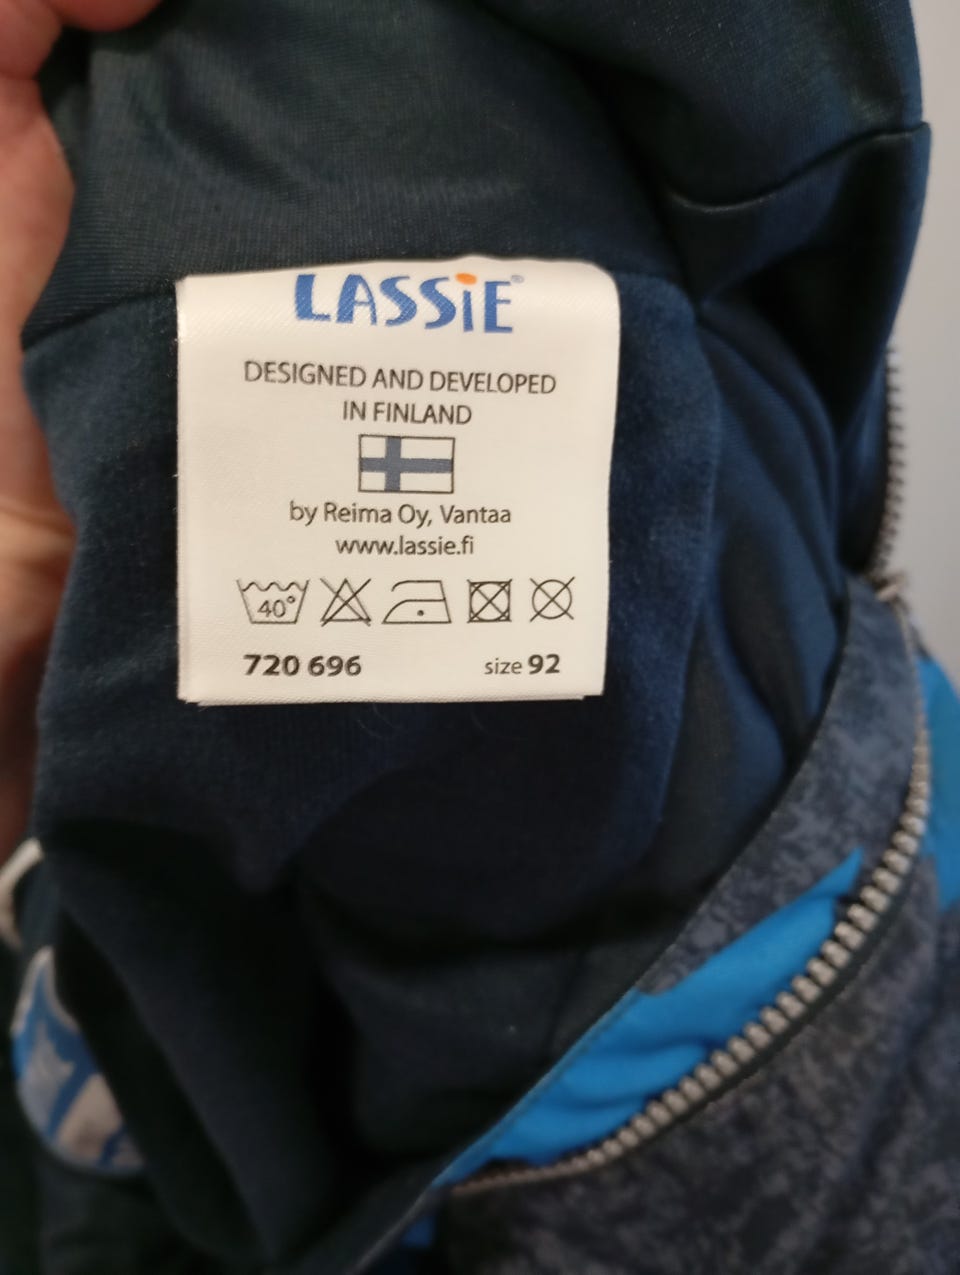 LASSiE®
DESIGNED AND DEVELOPED
IN FINLAND
by Reima Oy, Vantaa
www.lassie.fi
40°
720 696 size 92